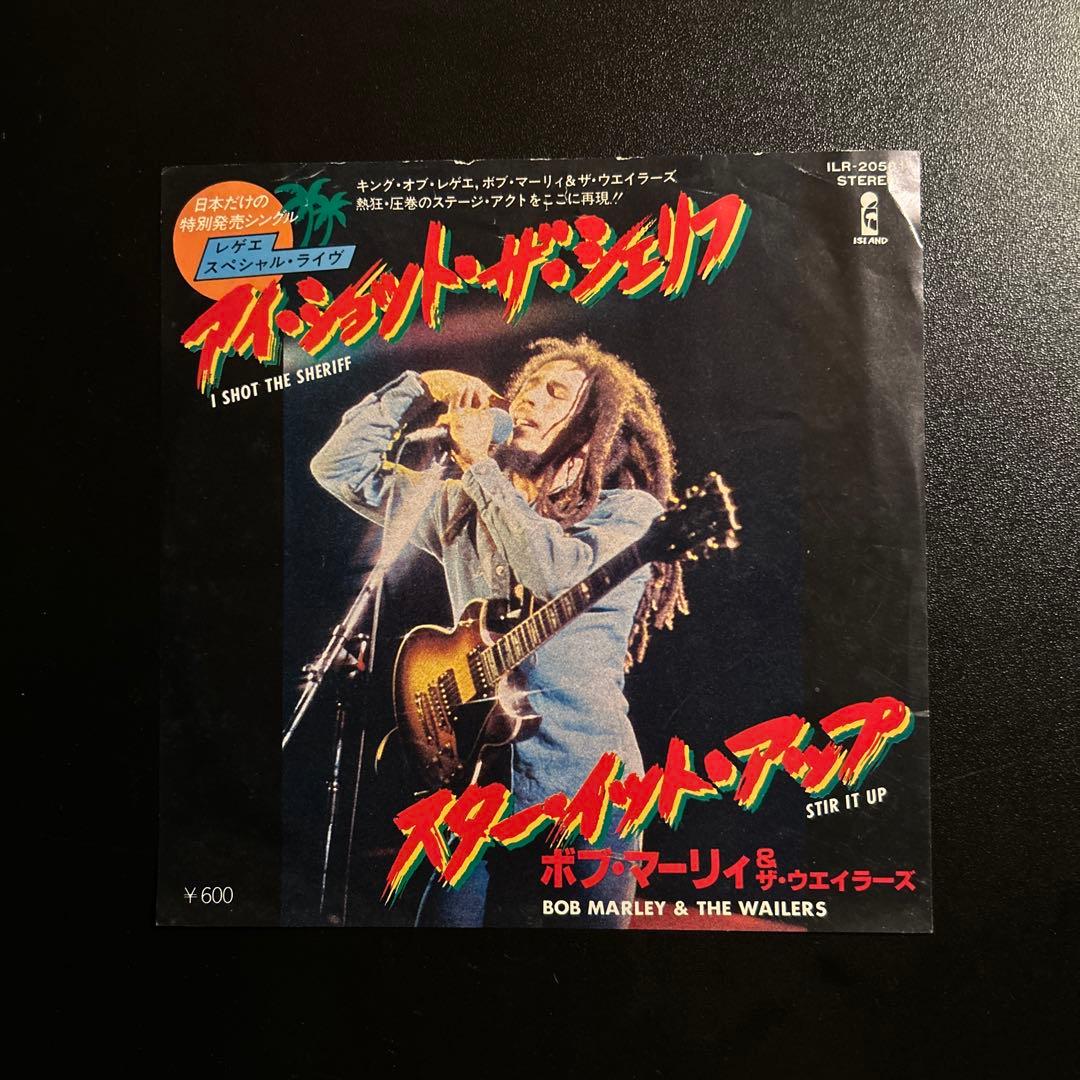 日本だけの
特別発売シングル
レゲエ
スペシャル・ライヴ
キング・オブ・レゲエ,ボブ・マーリィ&ザ・ウエイラーズ
熱狂・圧巻のステージ・アクトをここに再現!!
STEREO
ISLAND
アイ・ショット・ザ・シェリフ
I SHOT THE SHERIFF
スター・イット・アップ
STIR IT UP
ボブ・マーリィ&ザ・ウエイラーズ
BOB MARLEY & THE WAILERS
¥600